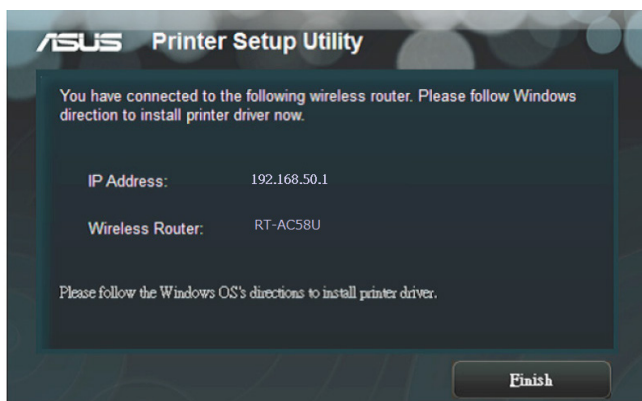 ASUS Printer Setup Utility
You have connected to the following wireless router. Please follow Windows
direction to install printer driver now.
IP Address: 192.168.50.1
Wireless Router: RT-AC58U
Please follow the Windows OS's directions to install printer driver.
Finish